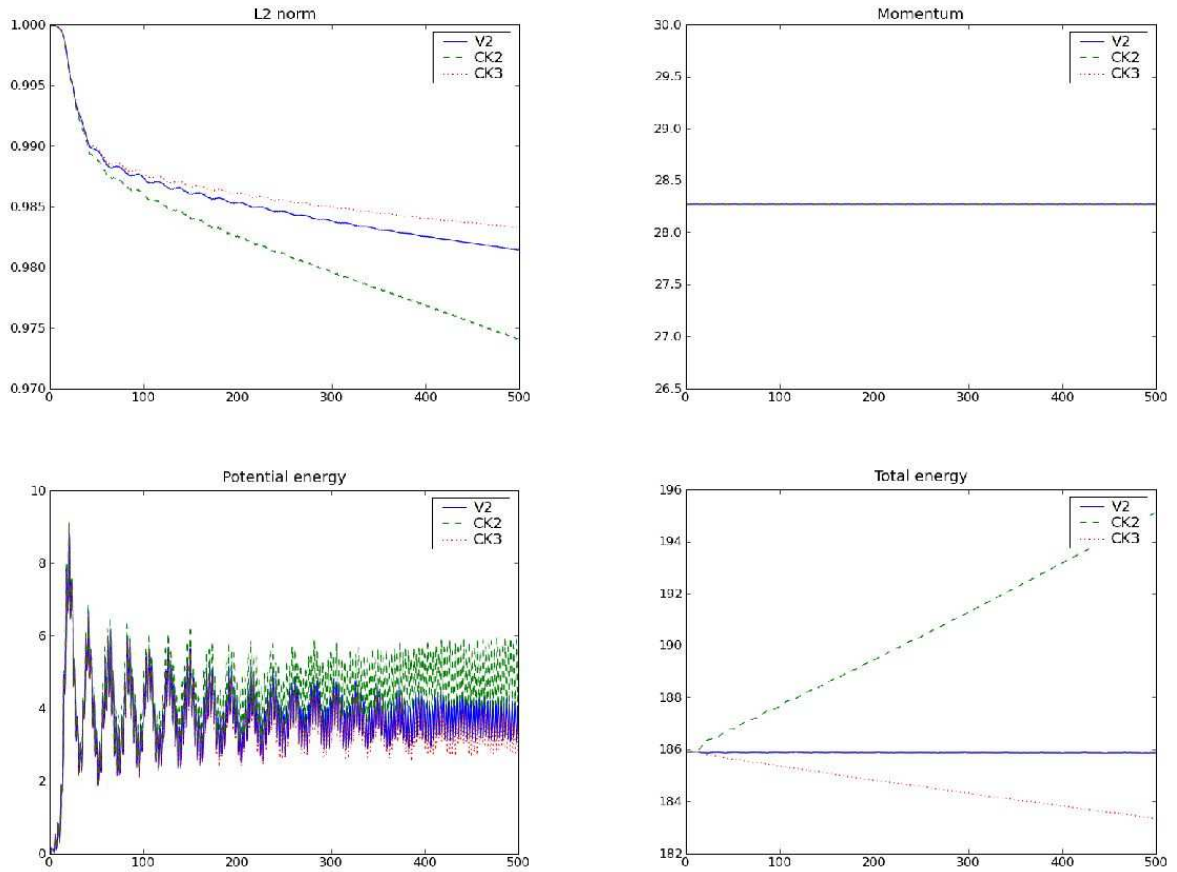 L2 norm
1.000
0.995
0.990
0.985
0.980
0.975
0.970
0 100 200 300 400 500
V2
CK2
CK3
Momentum
30.0
29.5
29.0
28.5
28.0
27.5
27.0
26.5
0 100 200 300 400 500
V2
CK2
CK3
Potential energy
10
8
6
4
2
0
0 100 200 300 400 500
V2
CK2
CK3
Total energy
196
194
192
190
188
186
184
182
0 100 200 300 400 500
V2
CK2
CK3